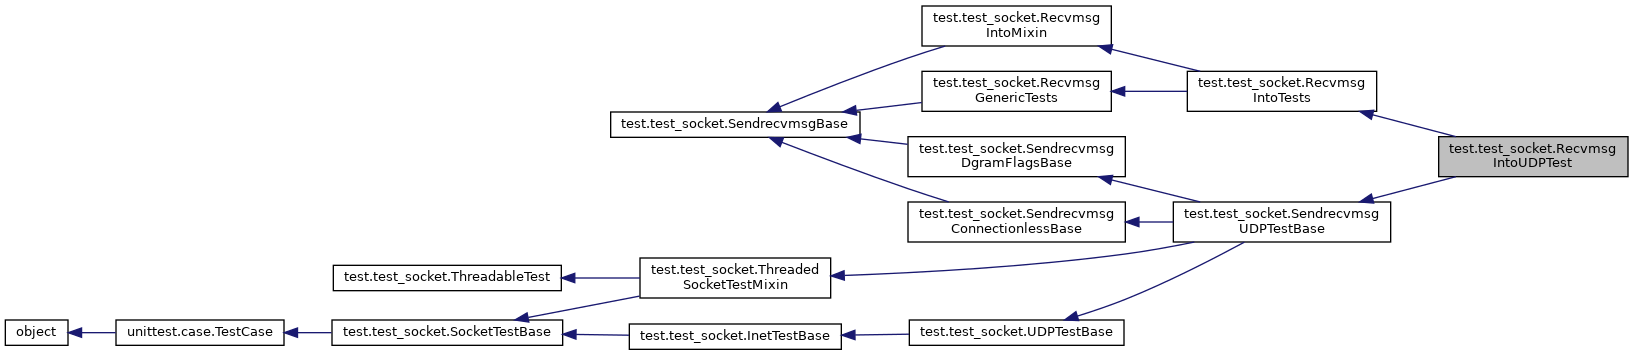 test.test_socket.Recvmsg
IntoMixin
test.test_socket.Recvmsg
GenericTests
test.test_socket.Recvmsg
IntoTests
test.test_socket.SendrecvmsgBase
test.test_socket.Sendrecvmsg
DgramFlagsBase
test.test_socket.Recvmsg
IntoUDPTest
test.test_socket.Sendrecvmsg
ConnectionlessBase
test.test_socket.Sendrecvmsg
UDPTestBase
test.test_socket.ThreadableTest
test.test_socket.Threaded
SocketTestMixin
object
unittest.case.TestCase
test.test_socket.SocketTestBase
test.test_socket.InetTestBase
test.test_socket.UDPTestBase